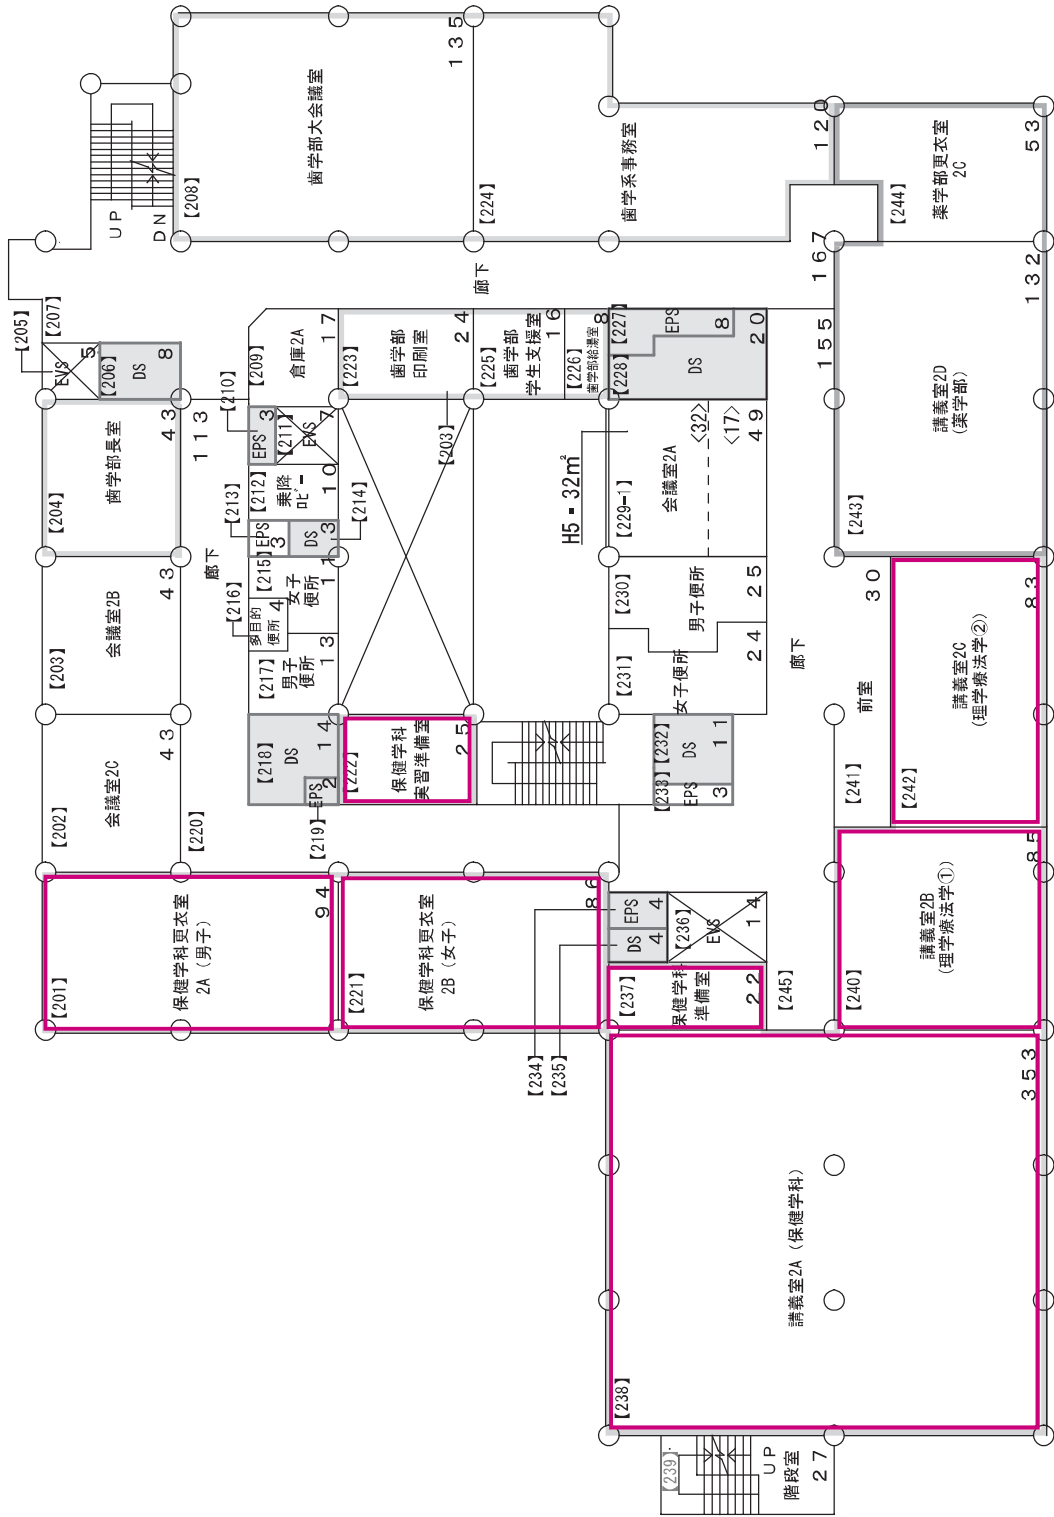 【201】
保健学科更衣室
2A（男子）
94
【202】
会議室2C
43
【203】
会議室2B
43
【204】
歯学部長室
43
【205】
EVS
5
【206】
DS
8
【207】
UP
DN
【208】
歯学部大会議室
135
【220】
廊下
113
【209】
倉庫2A
17
【210】
EPS
3
【211】
EVS
7
【212】
乗降
ロビー
10
【213】
EPS
3
【214】
DS
3
【215】
女子
便所
11
【216】
多目的
便所
4
【217】
男子
便所
13
【218】
DS
14
【219】
EPS
2
【221】
保健学科更衣室
2B（女子）
86
【222】
保健学科
実習準備室
25
【203】
【223】
歯学部
印刷室
24
廊下
【224】
歯学系事務室
120
【225】
歯学部
学生支援室
16
【226】
歯学部給湯室
8
【227】
EPS
8
【228】
DS
20
H5・32㎡
【229-1】
会議室2A
<32>
<17>
49
【230】
男子便所
25
【231】
女子便所
24
【232】
DS
11
【233】
EPS
3
【234】
EPS
4
【235】
DS
4
【236】
EVS
14
【237】
保健学科
準備室
22
【238】
講義室2A（保健学科）
353
【239】
UP
階段室
27
【245】
廊下
155
167
【240】
講義室2B
(理学療法学①)
85
【241】
前室
30
【242】
講義室2C
(理学療法学②)
83
【243】
講義室2D
(薬学部)
132
【244】
薬学部更衣室
2C
53